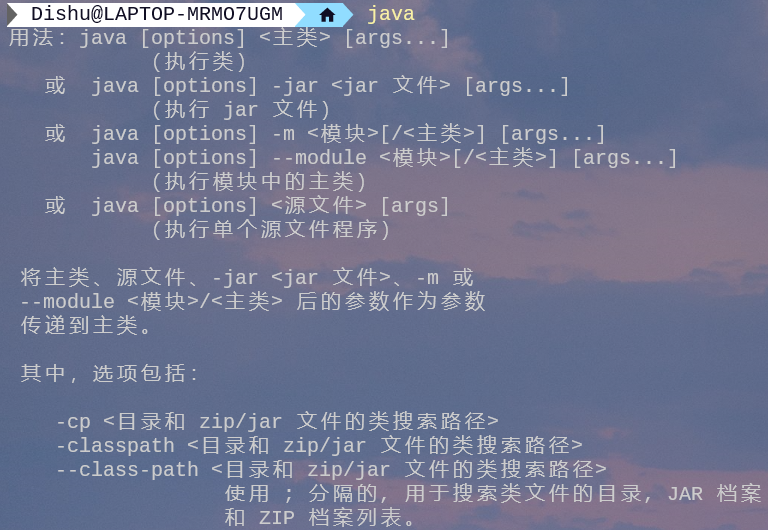 Dishu@LAPTOP-MRMO7UGM java
用法: java [options] <主类> [args...]
(执行类)
或 java [options] -jar <jar 文件> [args...]
(执行 jar 文件)
或 java [options] -m <模块>[/<主类>] [args...]
java [options] --module <模块>[/<主类>] [args...]
(执行模块中的主类)
或 java [options] <源文件> [args]
(执行单个源文件程序)
将主类、源文件、-jar <jar 文件>、-m 或
--module <模块>/<主类> 后的参数作为参数
传递到主类。
其中, 选项包括:
-cp <目录和 zip/jar 文件的类搜索路径>
-classpath <目录和 zip/jar 文件的类搜索路径>
--class-path <目录和 zip/jar 文件的类搜索路径>
使用 ; 分隔的, 用于搜索类文件的目录, JAR 档案
和 ZIP 档案列表。